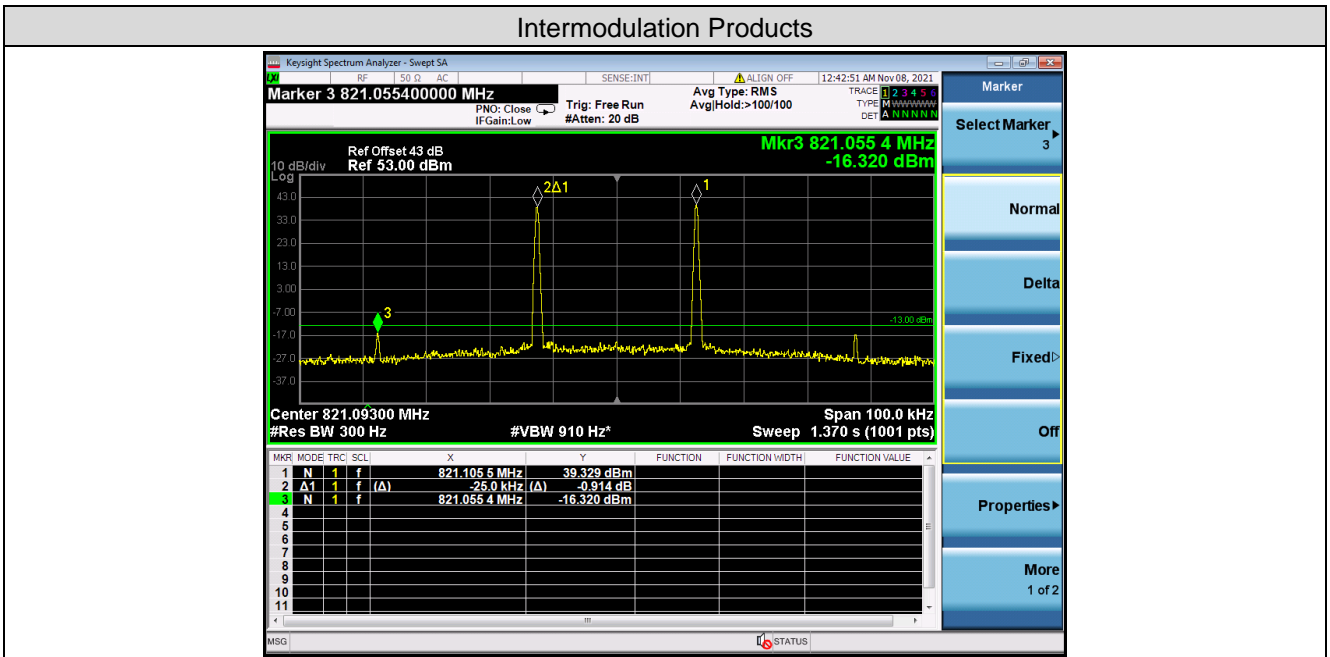 Intermodulation Products
Keysight Spectrum Analyzer - Swept SA
LXI RF 50 Ω AC SENSE:INT ALIGN OFF 12:42:51 AM Nov 08, 2021
Marker 3 821.055400000 MHz
PNO: Close
IFGain:Low
Trig: Free Run
#Atten: 20 dB
Avg Type: RMS
Avg|Hold:>100/100
TRACE 1 2 3 4 5 6
TYPE M W W W W W
DET A N N N N N
Ref Offset 43 dB
10 dB/div Ref 53.00 dBm
Log
Mkr3 821.055 4 MHz
-16.320 dBm
43.0
33.0
23.0
13.0
3.00
-7.00
-17.0
-27.0
-37.0
2Δ1
1
3
-13.00 dBm
Center 821.09300 MHz Span 100.0 kHz
#Res BW 300 Hz #VBW 910 Hz* Sweep 1.370 s (1001 pts)
MKR MODE TRC SCL X Y FUNCTION FUNCTION WIDTH FUNCTION VALUE
1 N 1 f 821.105 5 MHz 39.329 dBm
2 Δ1 1 f (Δ) -25.0 kHz (Δ) -0.914 dB
3 N 1 f 821.055 4 MHz -16.320 dBm
4
5
6
7
8
9
10
11
MSG STATUS
Marker
Select Marker
3
Normal
Delta
Fixed
Off
Properties
More
1 of 2